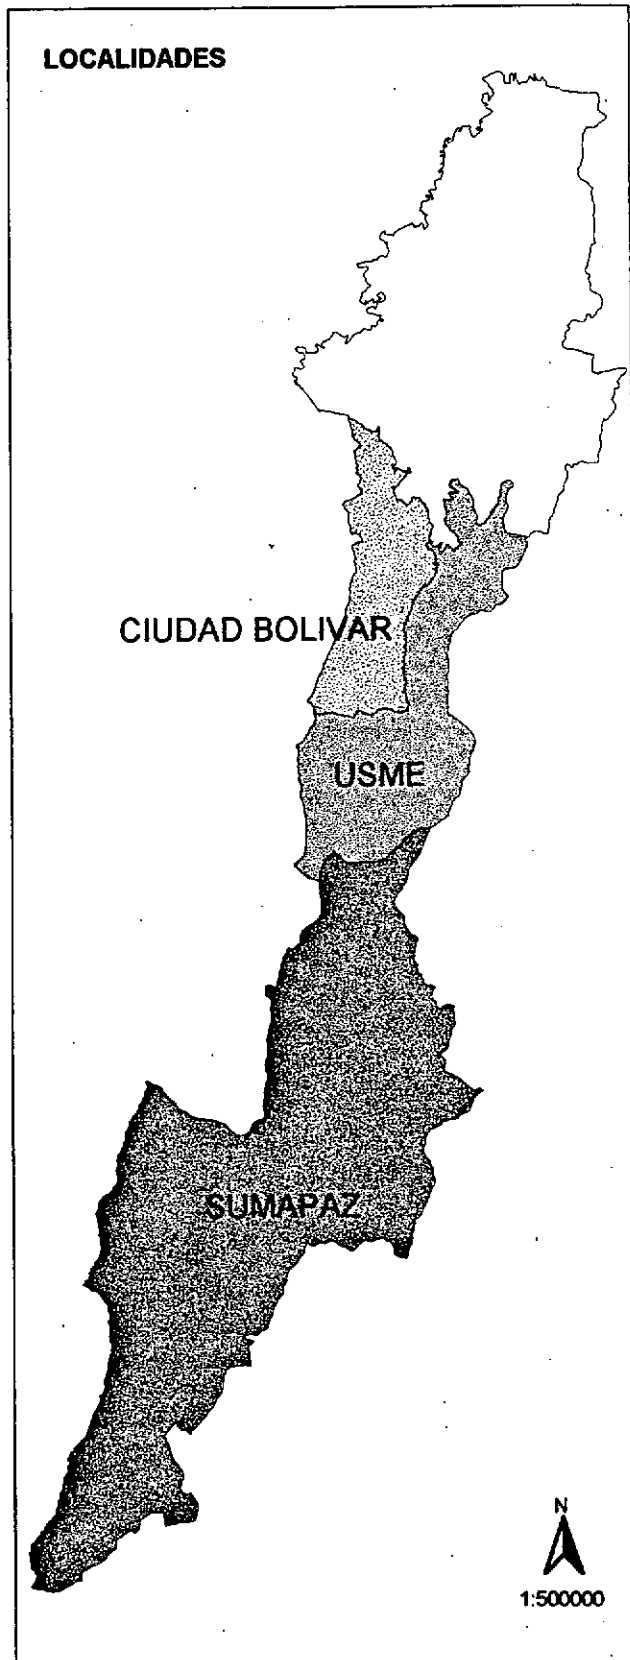 LOCALIDADES
CIUDAD BOLIVAR
USME
SUMAPAZ
N
1:500000